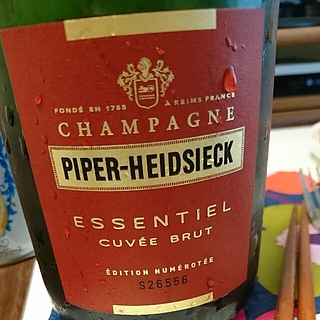 FONDÉ EN 1785 À REIMS FRANCE
CHAMPAGNE
PIPER-HEIDSIECK
ESSENTIEL
CUVÉE BRUT
ÉDITION NUMÉROTÉE
S26556